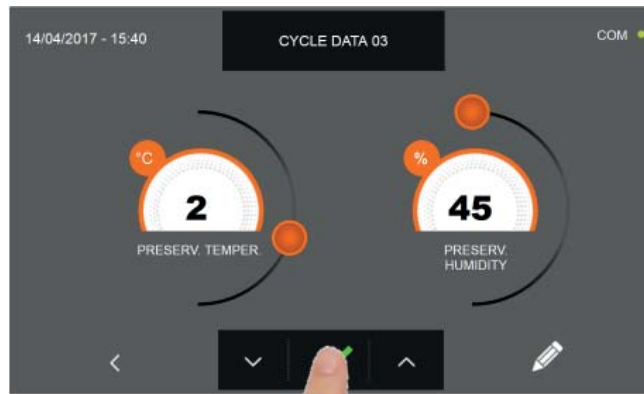 14/04/2017 - 15:40
CYCLE DATA 03
COM
°C
2
PRESERV. TEMPER.
%
45
PRESERV.
HUMIDITY